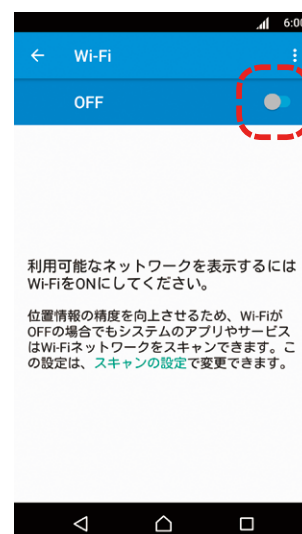 6:00
Wi-Fi
OFF
利用可能なネットワークを表示するには
Wi-FiをONにしてください。
位置情報の精度を向上させるため、Wi-Fiが
OFFの場合でもシステムのアプリやサービス
はWi-Fiネットワークをスキャンできます。こ
の設定は、スキャンの設定で変更できます。